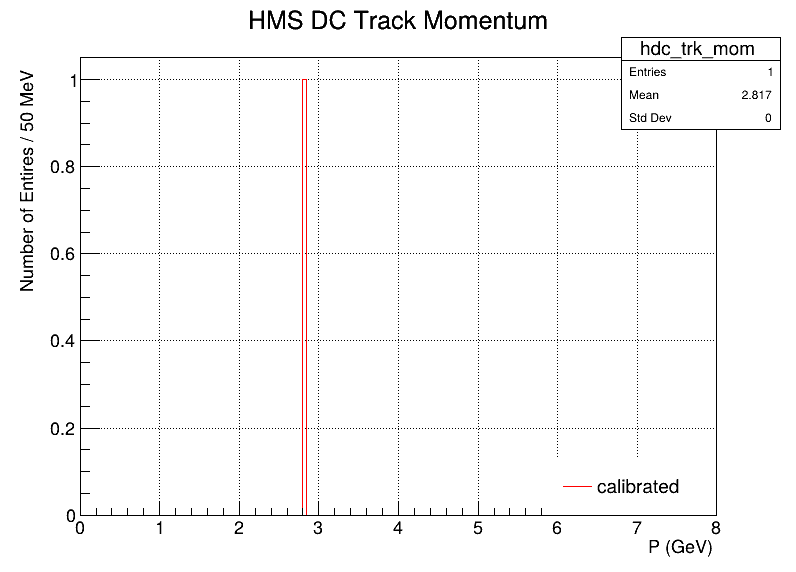 HMS DC Track Momentum
hdc_trk_mom
Entries 1
Mean 2.817
Std Dev 0
Number of Entires / 50 MeV
1
0.8
0.6
0.4
0.2
0
calibrated
0 1 2 3 4 5 6 7 8
P (GeV)